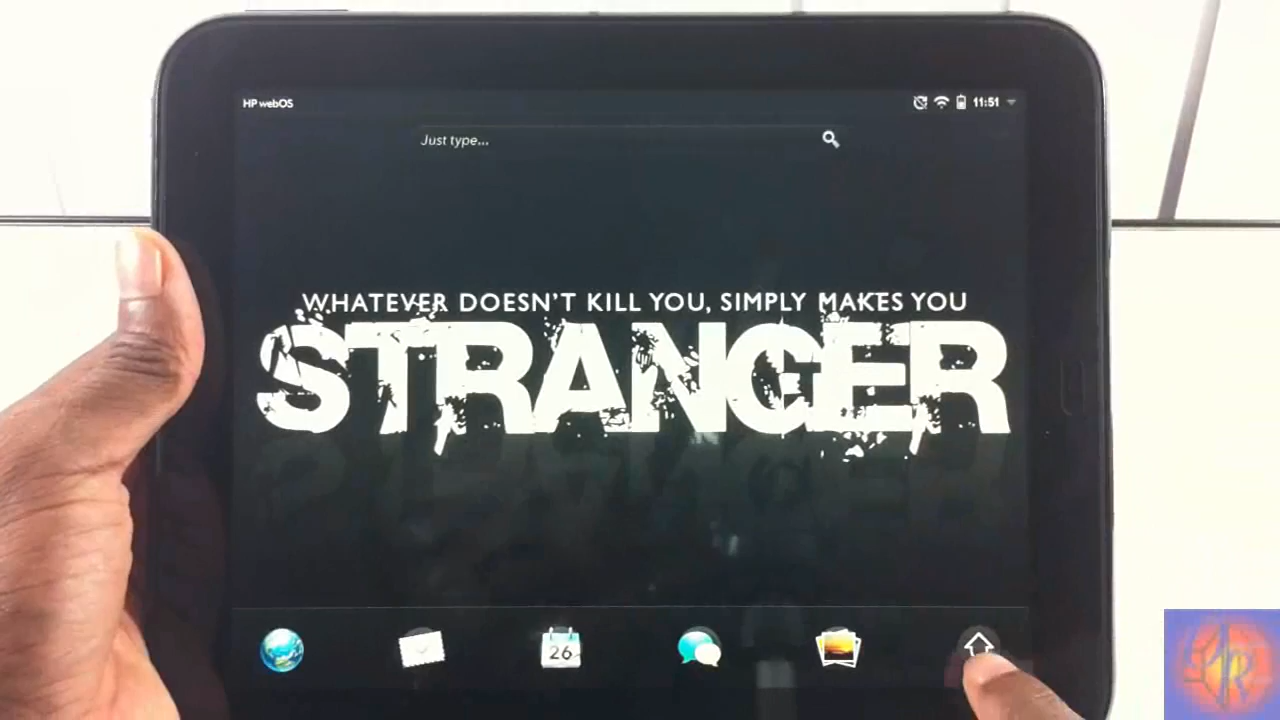 HP webOS
11:51
Just type...
WHATEVER DOESN'T KILL YOU, SIMPLY MAKES YOU
STRANGER
26